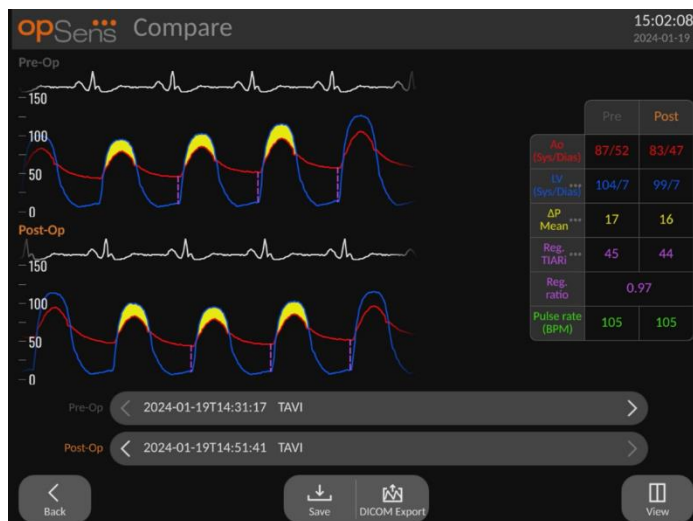 opSens Compare
15:02:08
2024-01-19
Pre-Op
150
100
50
0
Post-Op
150
100
50
0
Pre Post
Ao (Sys/Dias) 87/52 83/47
LV (Sys/Dias) 104/7 99/7
ΔP Mean 17 16
Reg. TIARi 45 44
Reg. ratio 0.97
Pulse rate (BPM) 105 105
Pre-Op 2024-01-19T14:31:17 TAVI
Post-Op 2024-01-19T14:51:41 TAVI
Back Save DICOM Export View